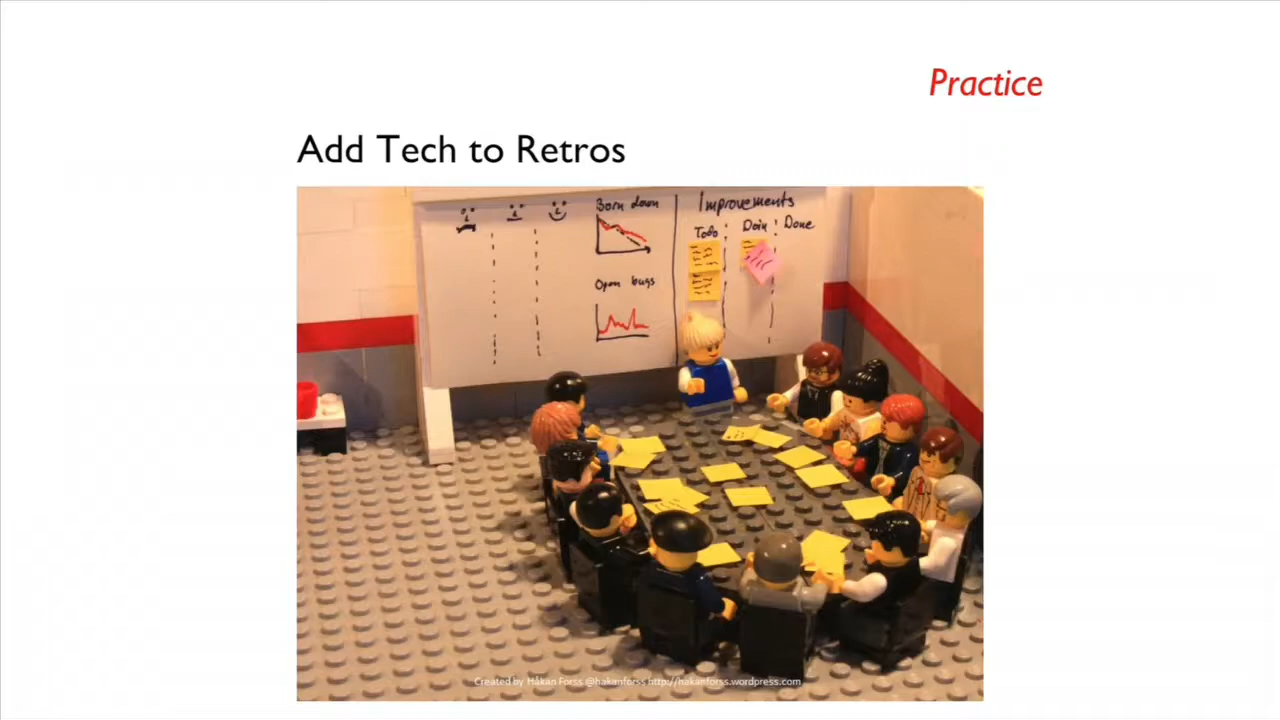 Practice
Add Tech to Retros
Born down
Improvements
Todo
Doin
Done
Open bugs
Created by Håkan Forss @hakanforss http://hakanforss.wordpress.com